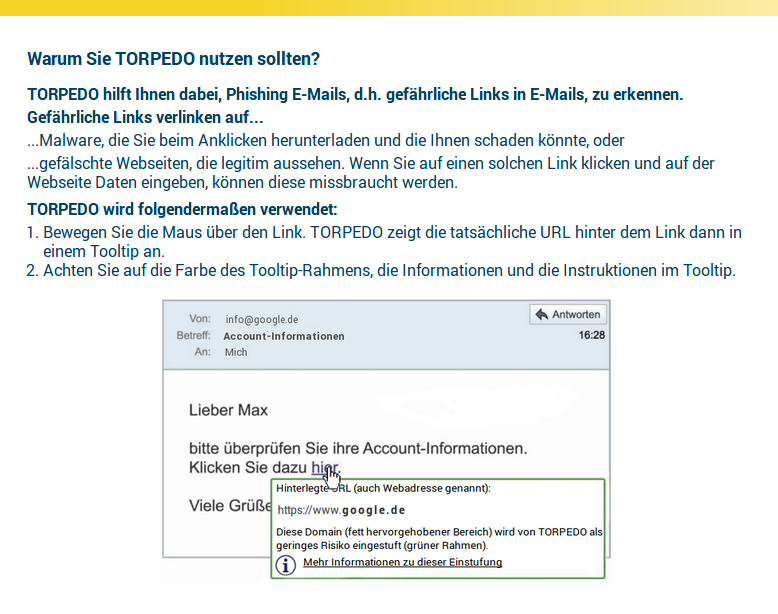 Warum Sie TORPEDO nutzen sollten?
TORPEDO hilft Ihnen dabei, Phishing E-Mails, d.h. gefährliche Links in E-Mails, zu erkennen.
Gefährliche Links verlinken auf...
...Malware, die Sie beim Anklicken herunterladen und die Ihnen schaden könnte, oder
...gefälschte Webseiten, die legitim aussehen. Wenn Sie auf einen solchen Link klicken und auf der
Webseite Daten eingeben, können diese missbraucht werden.
TORPEDO wird folgendermaßen verwendet:
1. Bewegen Sie die Maus über den Link. TORPEDO zeigt die tatsächliche URL hinter dem Link dann in
einem Tooltip an.
2. Achten Sie auf die Farbe des Tooltip-Rahmens, die Informationen und die Instruktionen im Tooltip.
Von: info@google.de
Antworten
Betreff: Account-Informationen
16:28
An: Mich
Lieber Max
bitte überprüfen Sie ihre Account-Informationen.
Klicken Sie dazu hier.
Viele Grüße
Hinterlegte URL (auch Webadresse genannt):
https://www.google.de
Diese Domain (fett hervorgehobener Bereich) wird von TORPEDO als
geringes Risiko eingestuft (grüner Rahmen).
Mehr Informationen zu dieser Einstufung